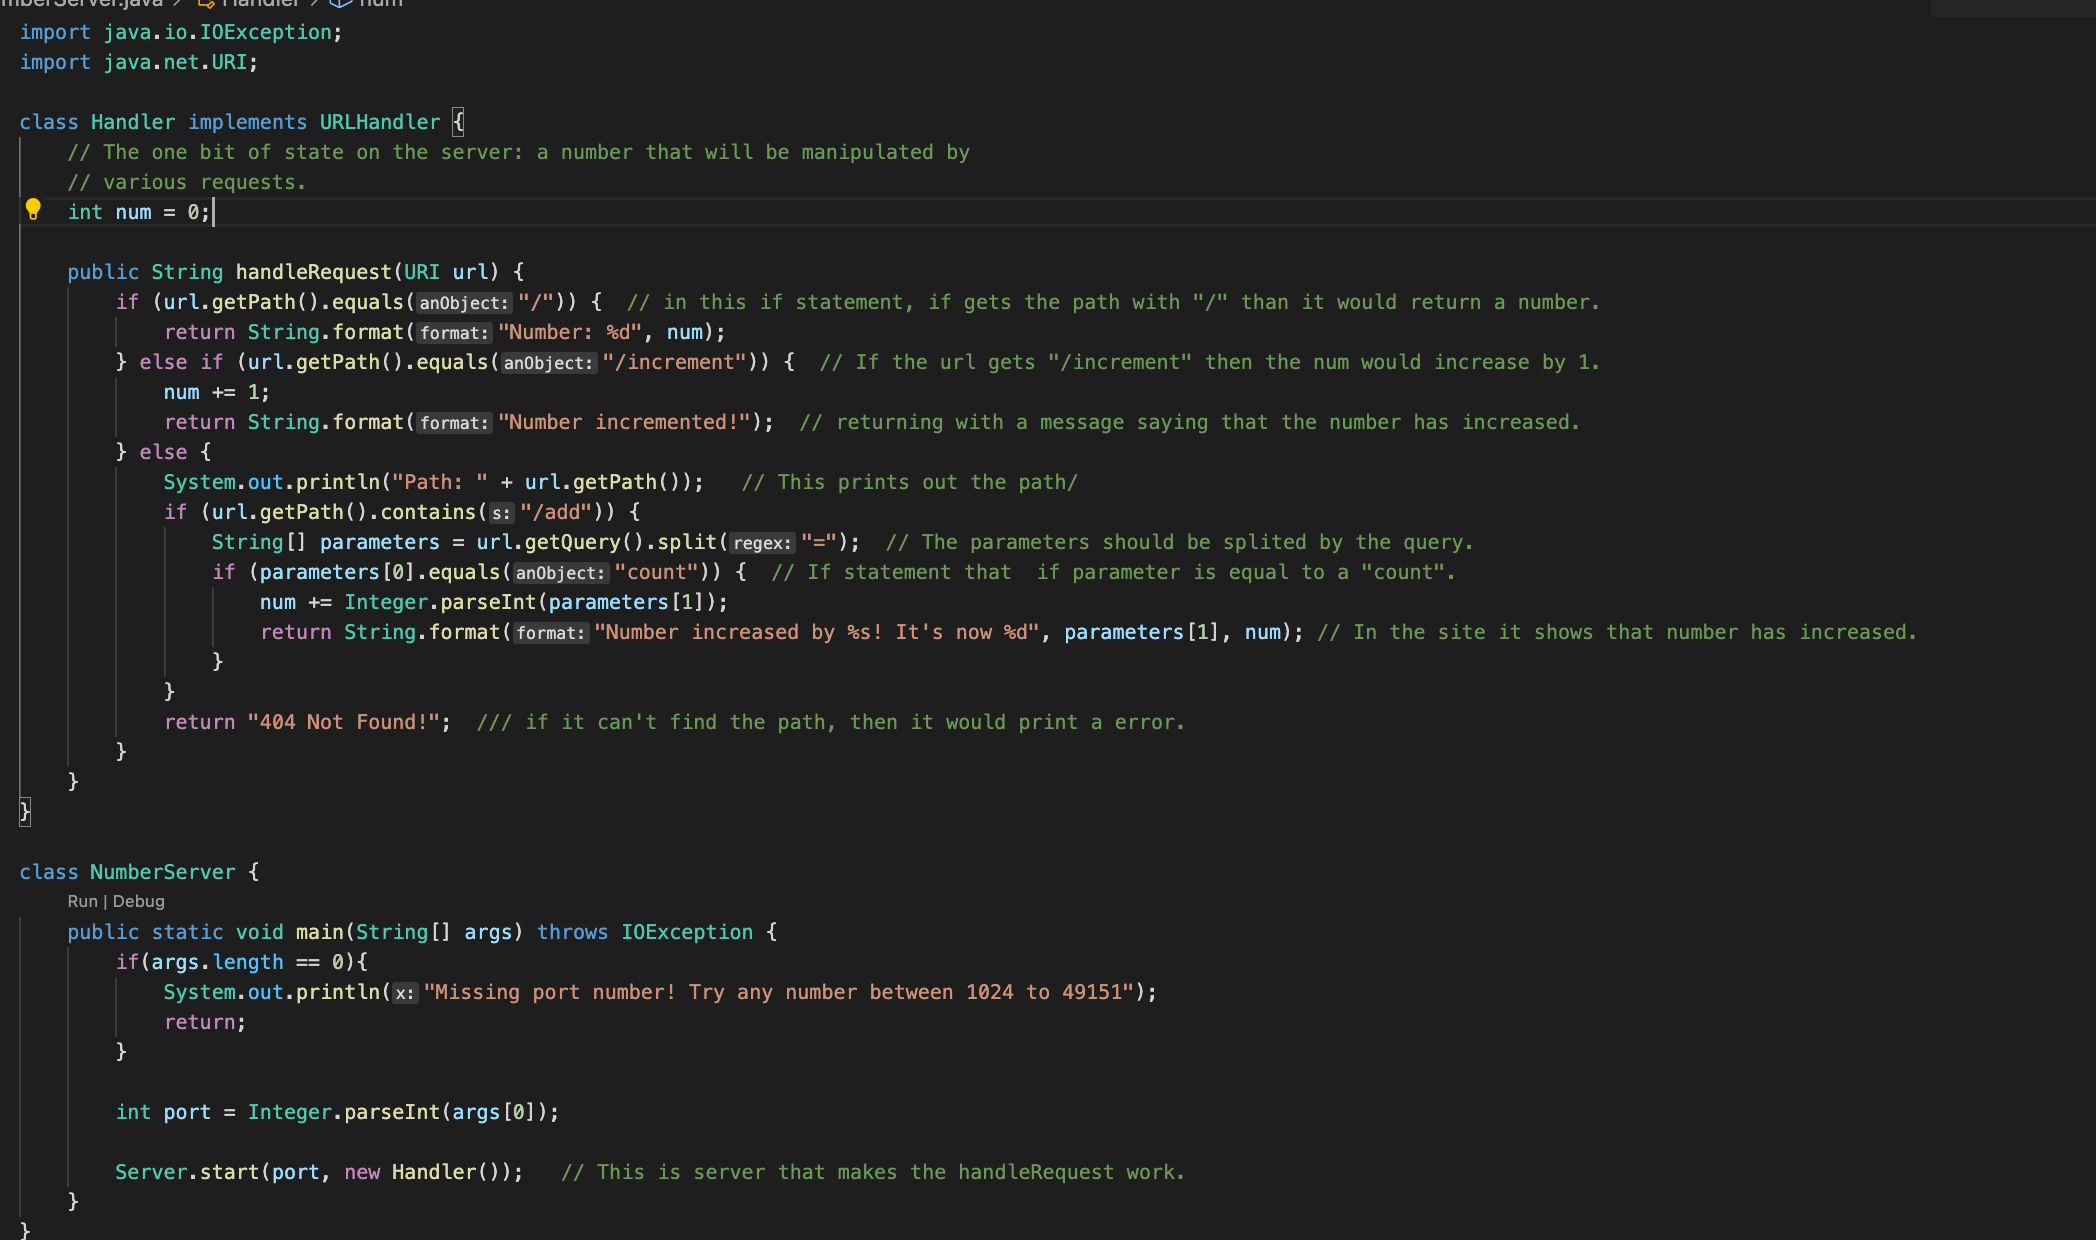 mberServer.java > Handler > num
import java.io.IOException;
import java.net.URI;
class Handler implements URLHandler {
// The one bit of state on the server: a number that will be manipulated by
// various requests.
int num = 0;
public String handleRequest(URI url) {
if (url.getPath().equals(anObject: "/")) { // in this if statement, if gets the path with "/" than it would return a number.
return String.format(format: "Number: %d", num);
} else if (url.getPath().equals(anObject: "/increment")) { // If the url gets "/increment" then the num would increase by 1.
num += 1;
return String.format(format: "Number incremented!"); // returning with a message saying that the number has increased.
} else {
System.out.println("Path: " + url.getPath()); // This prints out the path/
if (url.getPath().contains(s: "/add")) {
String[] parameters = url.getQuery().split(regex: "="); // The parameters should be splited by the query.
if (parameters[0].equals(anObject: "count")) { // If statement that  if parameter is equal to a "count".
num += Integer.parseInt(parameters[1]);
return String.format(format: "Number increased by %s! It's now %d", parameters[1], num); // In the site it shows that number has increased.
}
}
return "404 Not Found!"; /// if it can't find the path, then it would print a error.
}
}
}
class NumberServer {
Run | Debug
public static void main(String[] args) throws IOException {
if(args.length == 0){
System.out.println(x: "Missing port number! Try any number between 1024 to 49151");
return;
}
int port = Integer.parseInt(args[0]);
Server.start(port, new Handler()); // This is server that makes the handleRequest work.
}
}